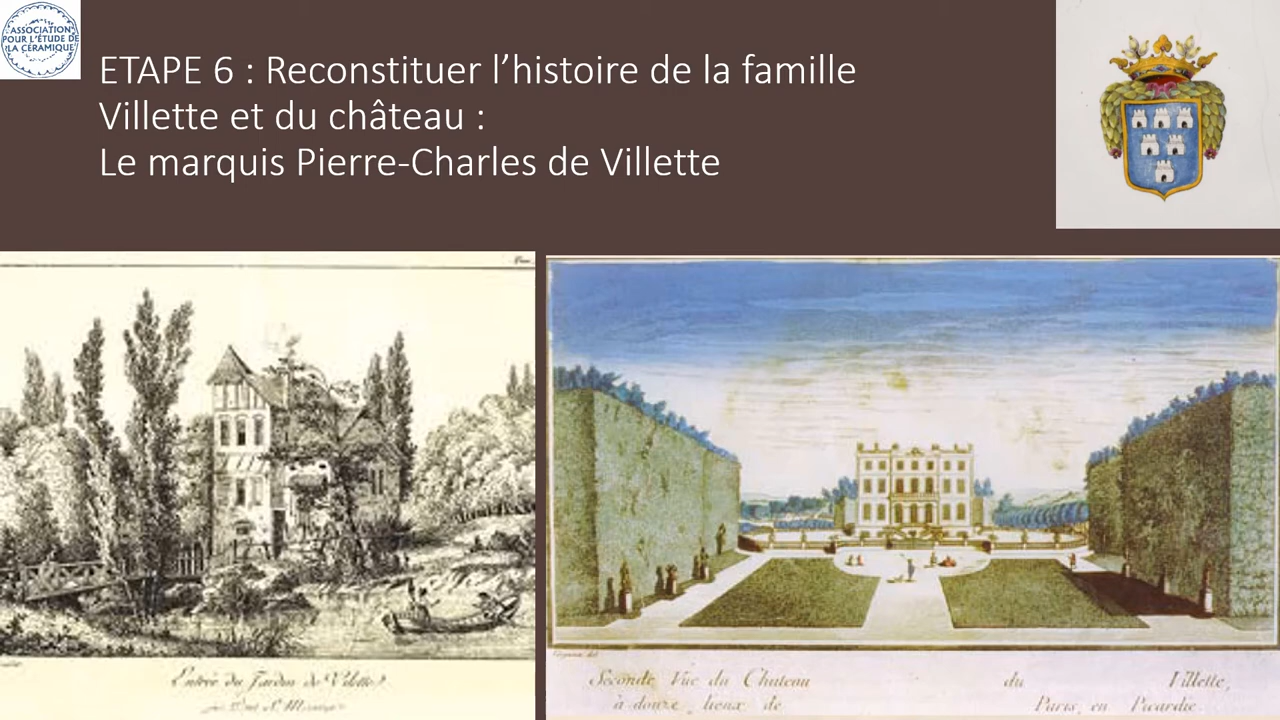 ASSOCIATION
POUR L'ÉTUDE DE
LA CÉRAMIQUE
ETAPE 6 : Reconstituer l’histoire de la famille
Villette et du château :
Le marquis Pierre-Charles de Villette
Entrée du Jardin de Vilette
Seconde Vue du Chateau du Villette,
à douze lieux de Paris en Picardie